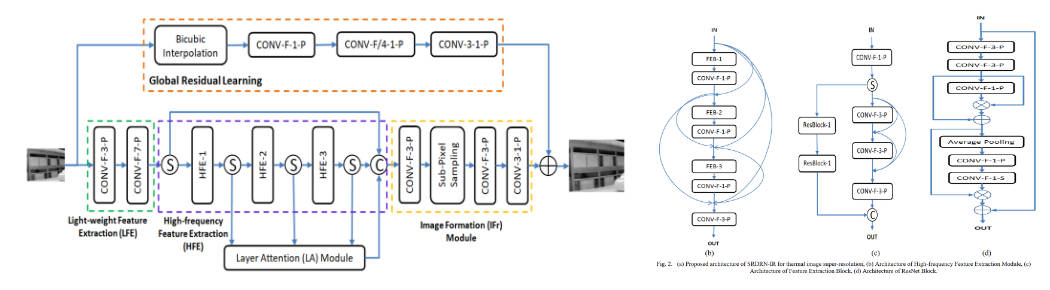 Bicubic
Interpolation
CONV-F-1-P
CONV-F/4-1-P
CONV-3-1-P
Global Residual Learning
CONV-F-3-P
CONV-F-7-P
S
HFE-1
S
HFE-2
S
HFE-3
S
C
CONV-F-3-P
Sub-Pixel
Sampling
CONV-F-3-P
CONV-3-1-P
Light-weight Feature
Extraction (LFE)
High-frequency
Feature Extraction
(HFE)
Image Formation (IFr)
Module
Layer Attention (LA) Module
IN
FEB-1
CONV-F-1-P
FEB-2
CONV-F-1-P
FEB-3
CONV-F-1-P
CONV-F-3-P
OUT
(b)
IN
CONV-F-1-P
S
CONV-F-3-P
ResBlock-1
CONV-F-3-P
ResBlock-1
CONV-F-3-P
C
OUT
(c)
IN
CONV-F-3-P
CONV-F-3-P
CONV-F-1-P
Average Pooling
CONV-F-1-P
CONV-F-1-S
OUT
(d)
Fig. 2. (a) Proposed architecture of SRDRN-IR for thermal image super-resolution, (b) Architecture of High-frequency Feature Extraction Module, (c)
Architecture of Feature Extraction Block, (d) Architecture of ResNet Block.